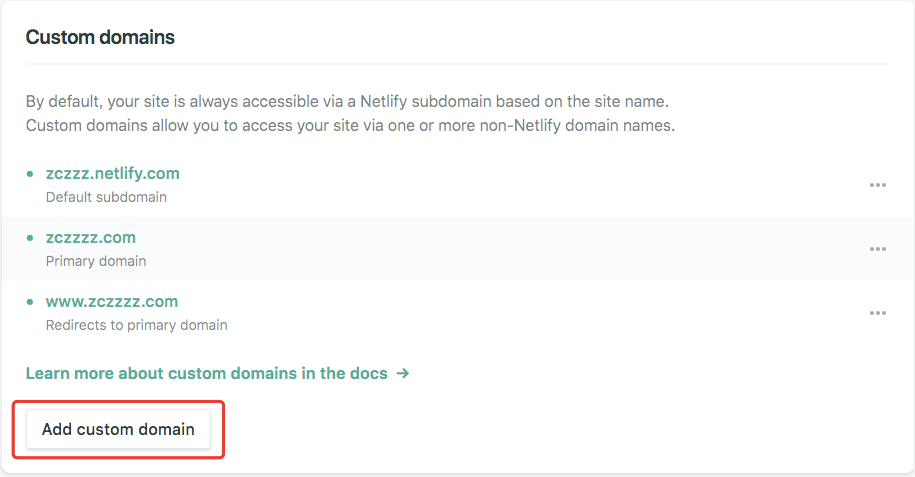 Custom domains
By default, your site is always accessible via a Netlify subdomain based on the site name.
Custom domains allow you to access your site via one or more non-Netlify domain names.
zczzz.netlify.com
Default subdomain
zczzzz.com
Primary domain
www.zczzzz.com
Redirects to primary domain
Learn more about custom domains in the docs →
Add custom domain